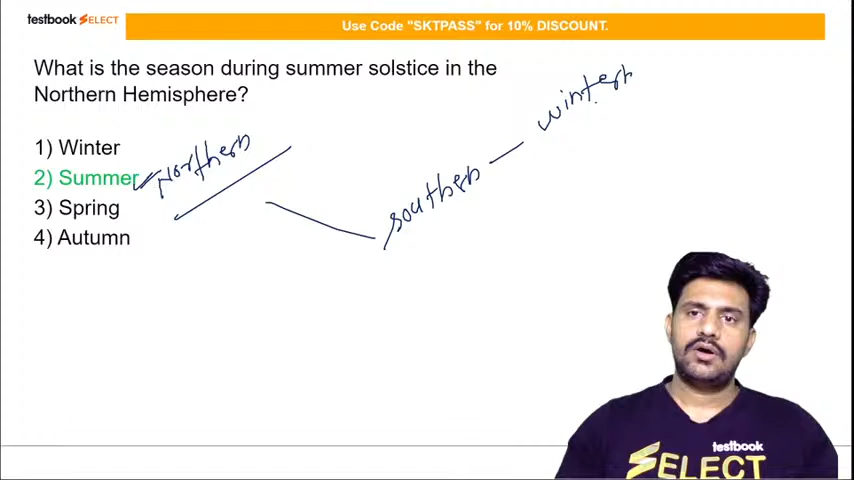 testbook SELECT
Use Code "SKTPASS" for 10% DISCOUNT.
What is the season during summer solstice in the
Northern Hemisphere?
1) Winter
2) Summer
3) Spring
4) Autumn
Northern
southern
winter
testbook
SELECT